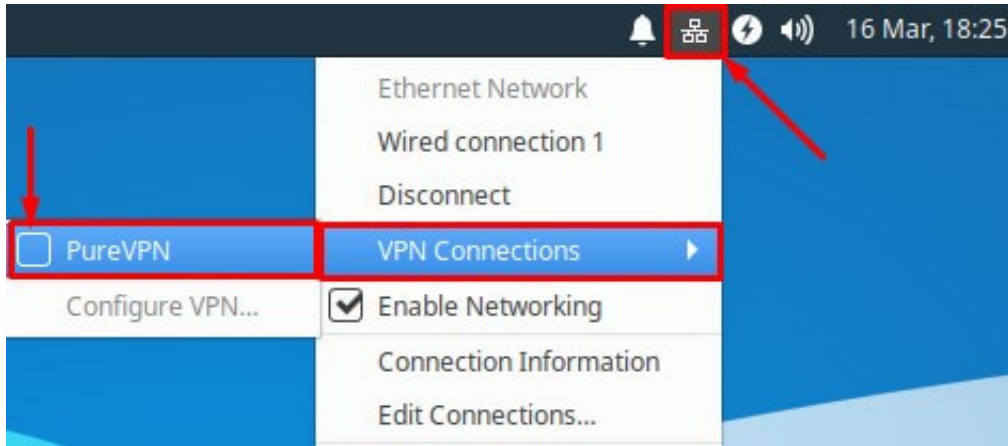 16 Mar, 18:25
Ethernet Network
Wired connection 1
Disconnect
VPN Connections
PureVPN
Configure VPN...
Enable Networking
Connection Information
Edit Connections...